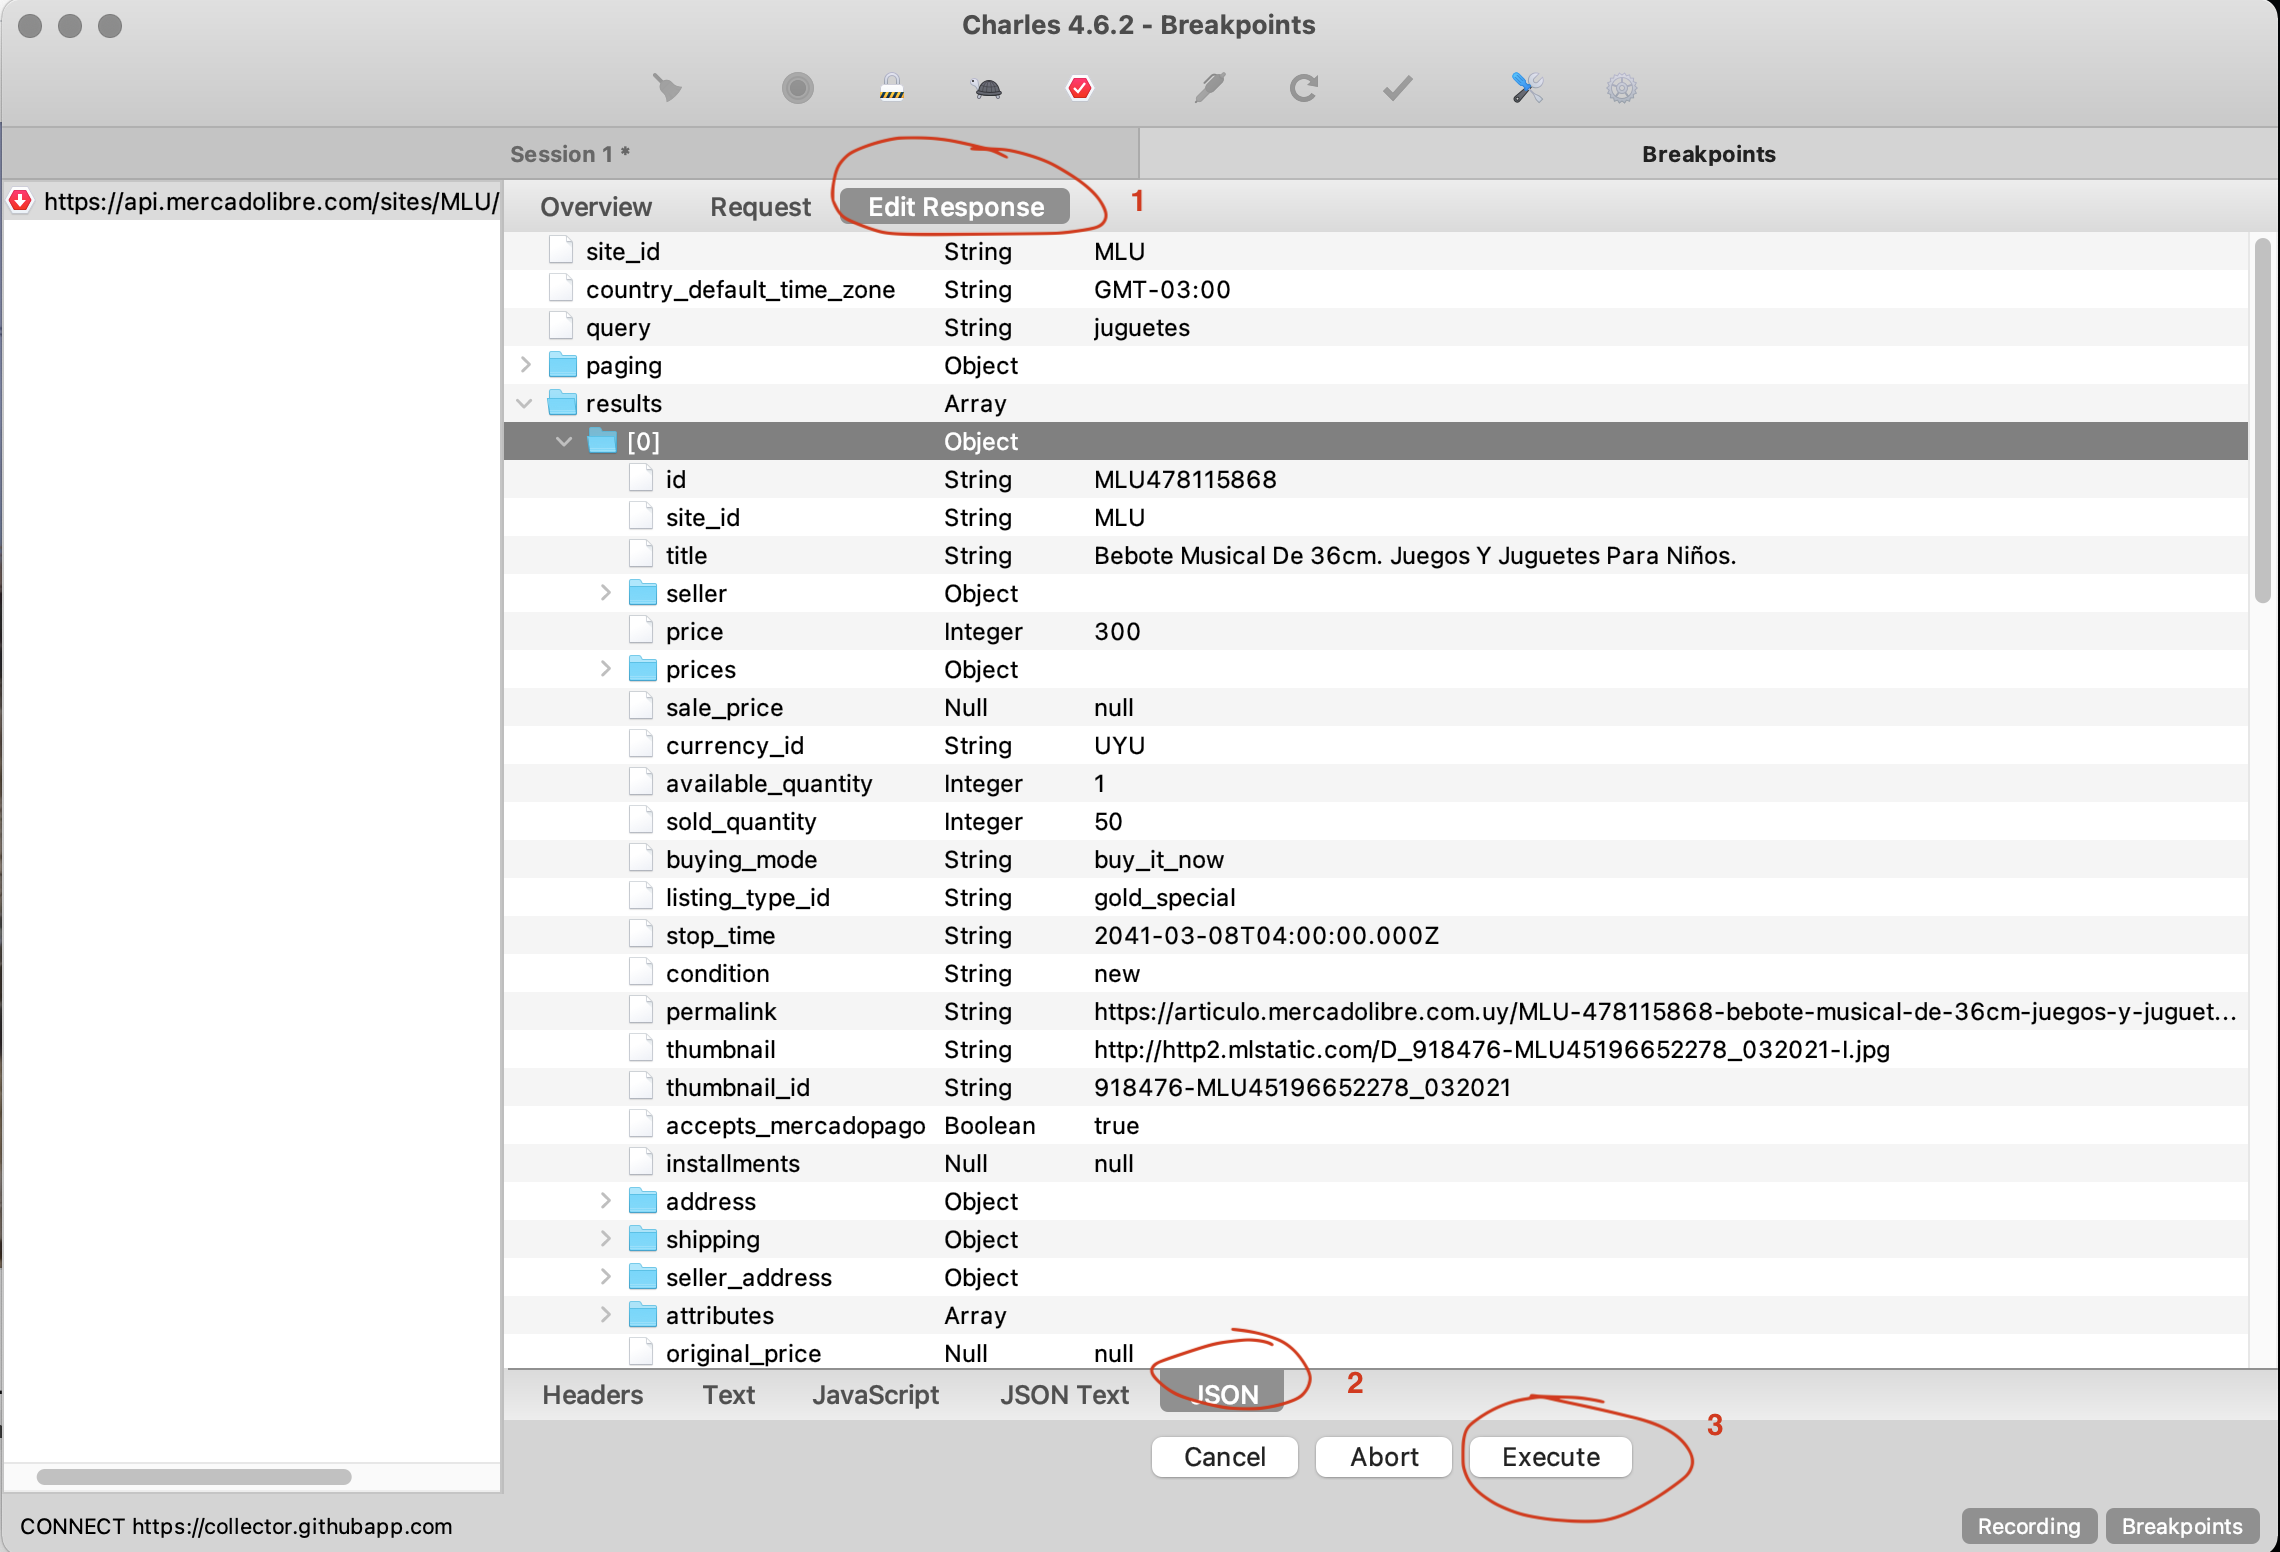 Charles 4.6.2 - Breakpoints
Session 1 *
Breakpoints
https://api.mercadolibre.com/sites/MLU/
Overview Request Edit Response 1
site_id String MLU
country_default_time_zone String GMT-03:00
query String juguetes
paging Object
results Array
[0] Object
id String MLU478115868
site_id String MLU
title String Bebote Musical De 36cm. Juegos Y Juguetes Para Niños.
seller Object
price Integer 300
prices Object
sale_price Null null
currency_id String UYU
available_quantity Integer 1
sold_quantity Integer 50
buying_mode String buy_it_now
listing_type_id String gold_special
stop_time String 2041-03-08T04:00:00.000Z
condition String new
permalink String https://articulo.mercadolibre.com.uy/MLU-478115868-bebote-musical-de-36cm-juegos-y-juguet...
thumbnail String http://http2.mlstatic.com/D_918476-MLU45196652278_032021-I.jpg
thumbnail_id String 918476-MLU45196652278_032021
accepts_mercadopago Boolean true
installments Null null
address Object
shipping Object
seller_address Object
attributes Array
original_price Null null
Headers Text JavaScript JSON Text JSON 2
Cancel Abort Execute 3
CONNECT https://collector.githubapp.com
Recording Breakpoints